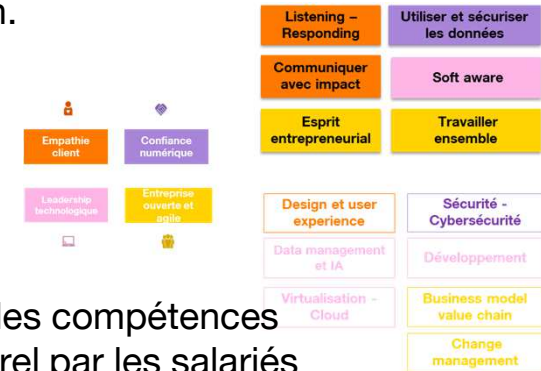 n.
Listening –
Responding
Utiliser et sécuriser
les données
Communiquer
avec impact
Soft aware
Esprit
entrepreneurial
Travailler
ensemble
Empathie
client
Confiance
numérique
Leadership
technologique
Entreprise
ouverte et
agile
Design et user
experience
Sécurité -
Cybersécurité
Data management
et IA
Développement
Virtualisation -
Cloud
Business model
value chain
Change
management
les compétences
rel par les salariés